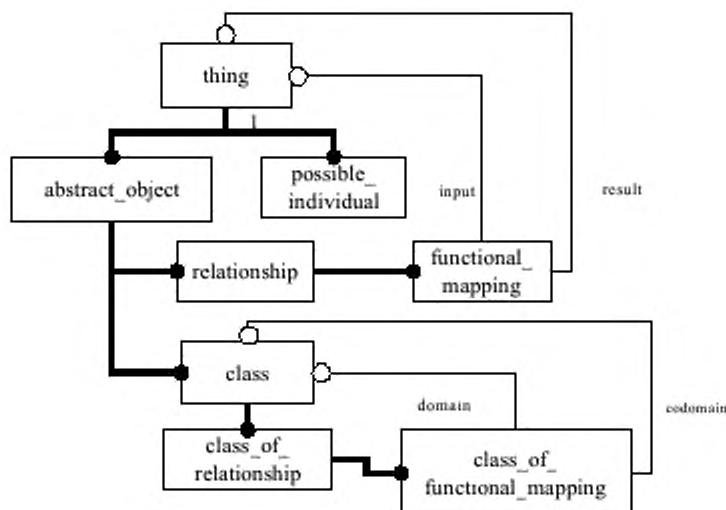 thing
1
abstract_object
possible_
individual
input
result
relationship
functional_
mapping
class
domain
codomain
class_of_
relationship
class_of_
functional_mapping